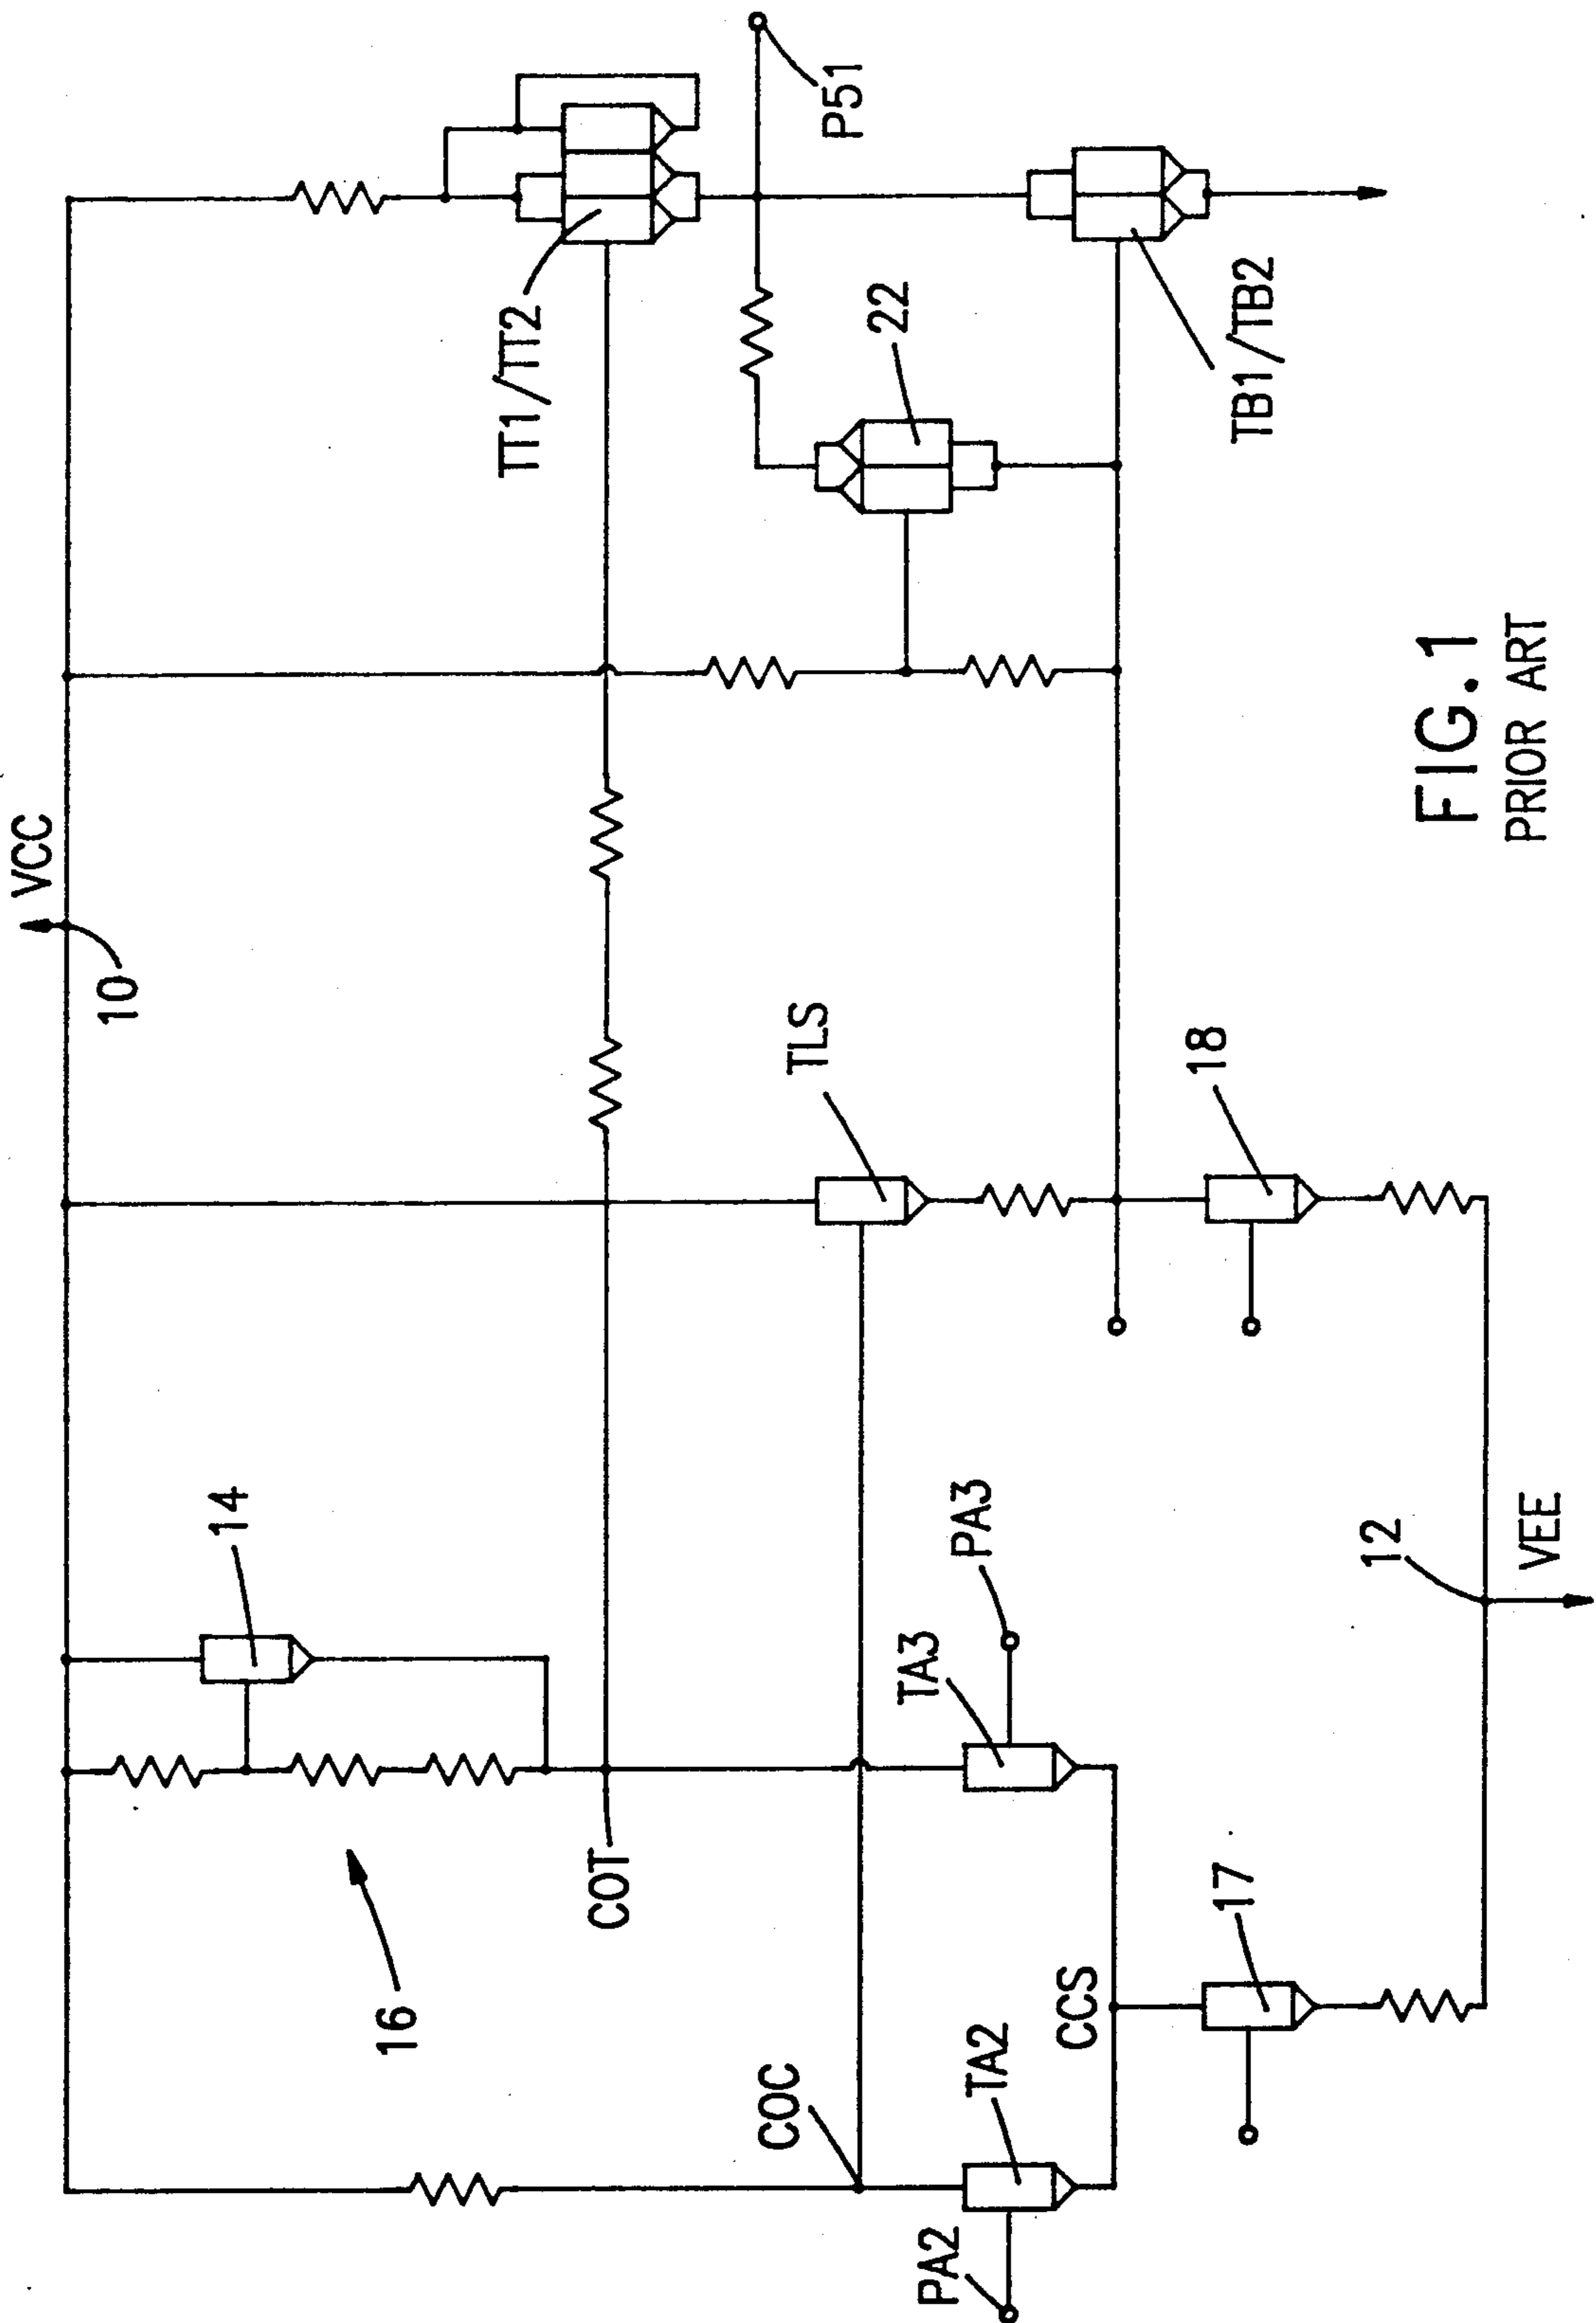 VCC
10
14
16
TT1/TT2
P51
COT
22
TLS
COC
TA3
PA3
TA2
PA2
CCS
17
18
TB1/TB2
12
VEE
FIG. 1
PRIOR ART